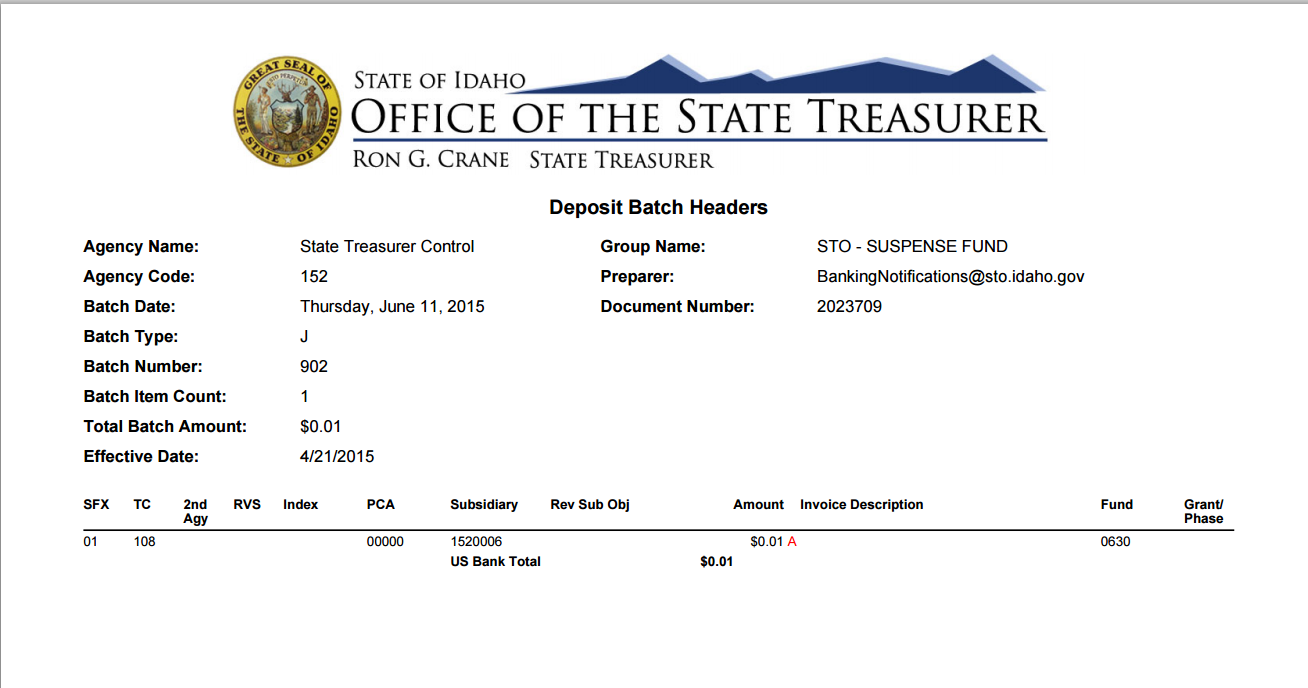 GREAT SEAL OF
THE STATE OF IDAHO
ESTO PERPETUA
STATE OF IDAHO
OFFICE OF THE STATE TREASURER
RON G. CRANE STATE TREASURER
Deposit Batch Headers
Agency Name: State Treasurer Control Group Name: STO - SUSPENSE FUND
Agency Code: 152 Preparer: BankingNotifications@sto.idaho.gov
Batch Date: Thursday, June 11, 2015 Document Number: 2023709
Batch Type: J
Batch Number: 902
Batch Item Count: 1
Total Batch Amount: $0.01
Effective Date: 4/21/2015
SFX TC 2nd RVS Index PCA Subsidiary Rev Sub Obj Amount Invoice Description Fund Grant/
Agy Phase
01 108 00000 1520006 $0.01 A 0630
US Bank Total $0.01